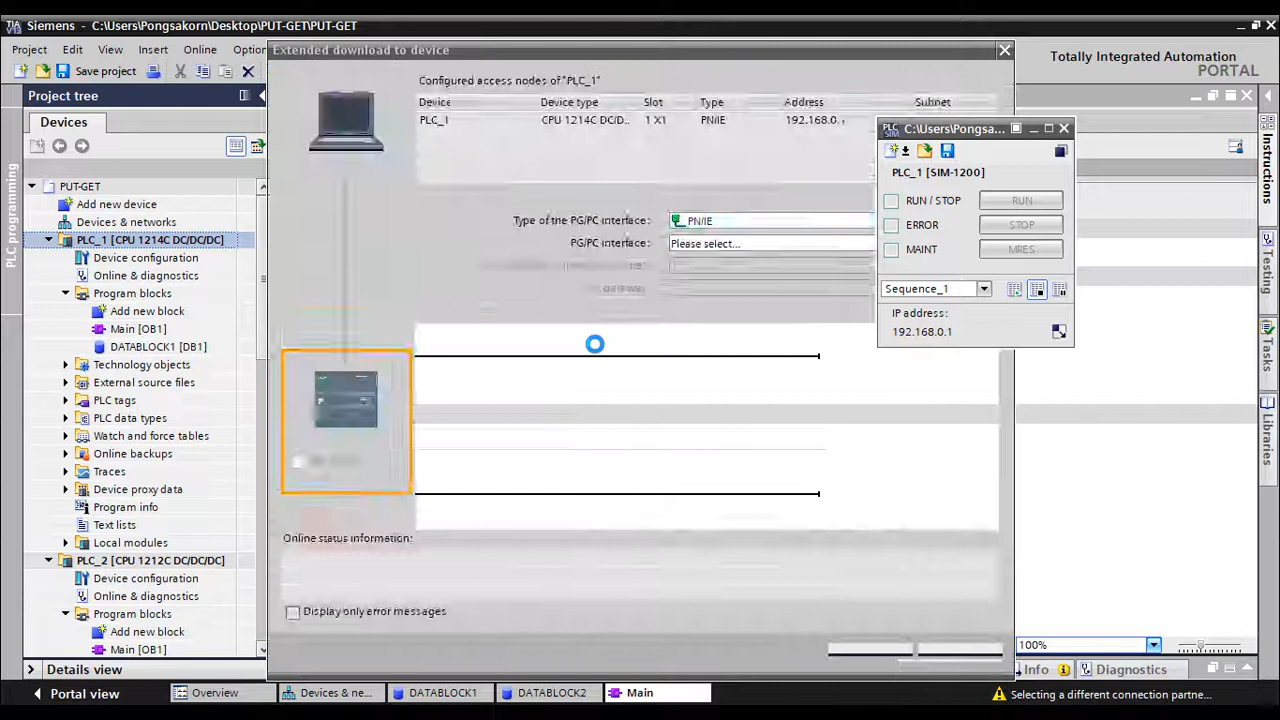 TIA V13 Siemens - C:\Users\Pongsakorn\Desktop\PUT-GET\PUT-GET
Project Edit View Insert Online Option
Totally Integrated Automation
PORTAL
Save project
Project tree
Devices
PLC programming
PUT-GET
Add new device
Devices & networks
PLC_1 [CPU 1214C DC/DC/DC]
Device configuration
Online & diagnostics
Program blocks
Add new block
Main [OB1]
DATABLOCK1 [DB1]
Technology objects
External source files
PLC tags
PLC data types
Watch and force tables
Online backups
Traces
Device proxy data
Program info
Text lists
Local modules
PLC_2 [CPU 1212C DC/DC/DC]
Device configuration
Online & diagnostics
Program blocks
Add new block
Main [OB1]
Details view
Extended download to device
Configured access nodes of "PLC_1"
Device Device type Slot Type Address Subnet
PLC_1 CPU 1214C DC/D... 1 X1 PN/IE 192.168.0.1
Type of the PG/PC interface: PN/IE
PG/PC interface: Please select...
Online status information:
Display only error messages
PLC SIM C:\Users\Pongsa...
PLC_1 [SIM-1200]
RUN / STOP RUN
ERROR STOP
MAINT MRES
Sequence_1
IP address:
192.168.0.1
Instructions
Testing
Tasks
Libraries
100%
Info Diagnostics
Portal view Overview Devices & ne... DATABLOCK1 DATABLOCK2 Main
Selecting a different connection partne...